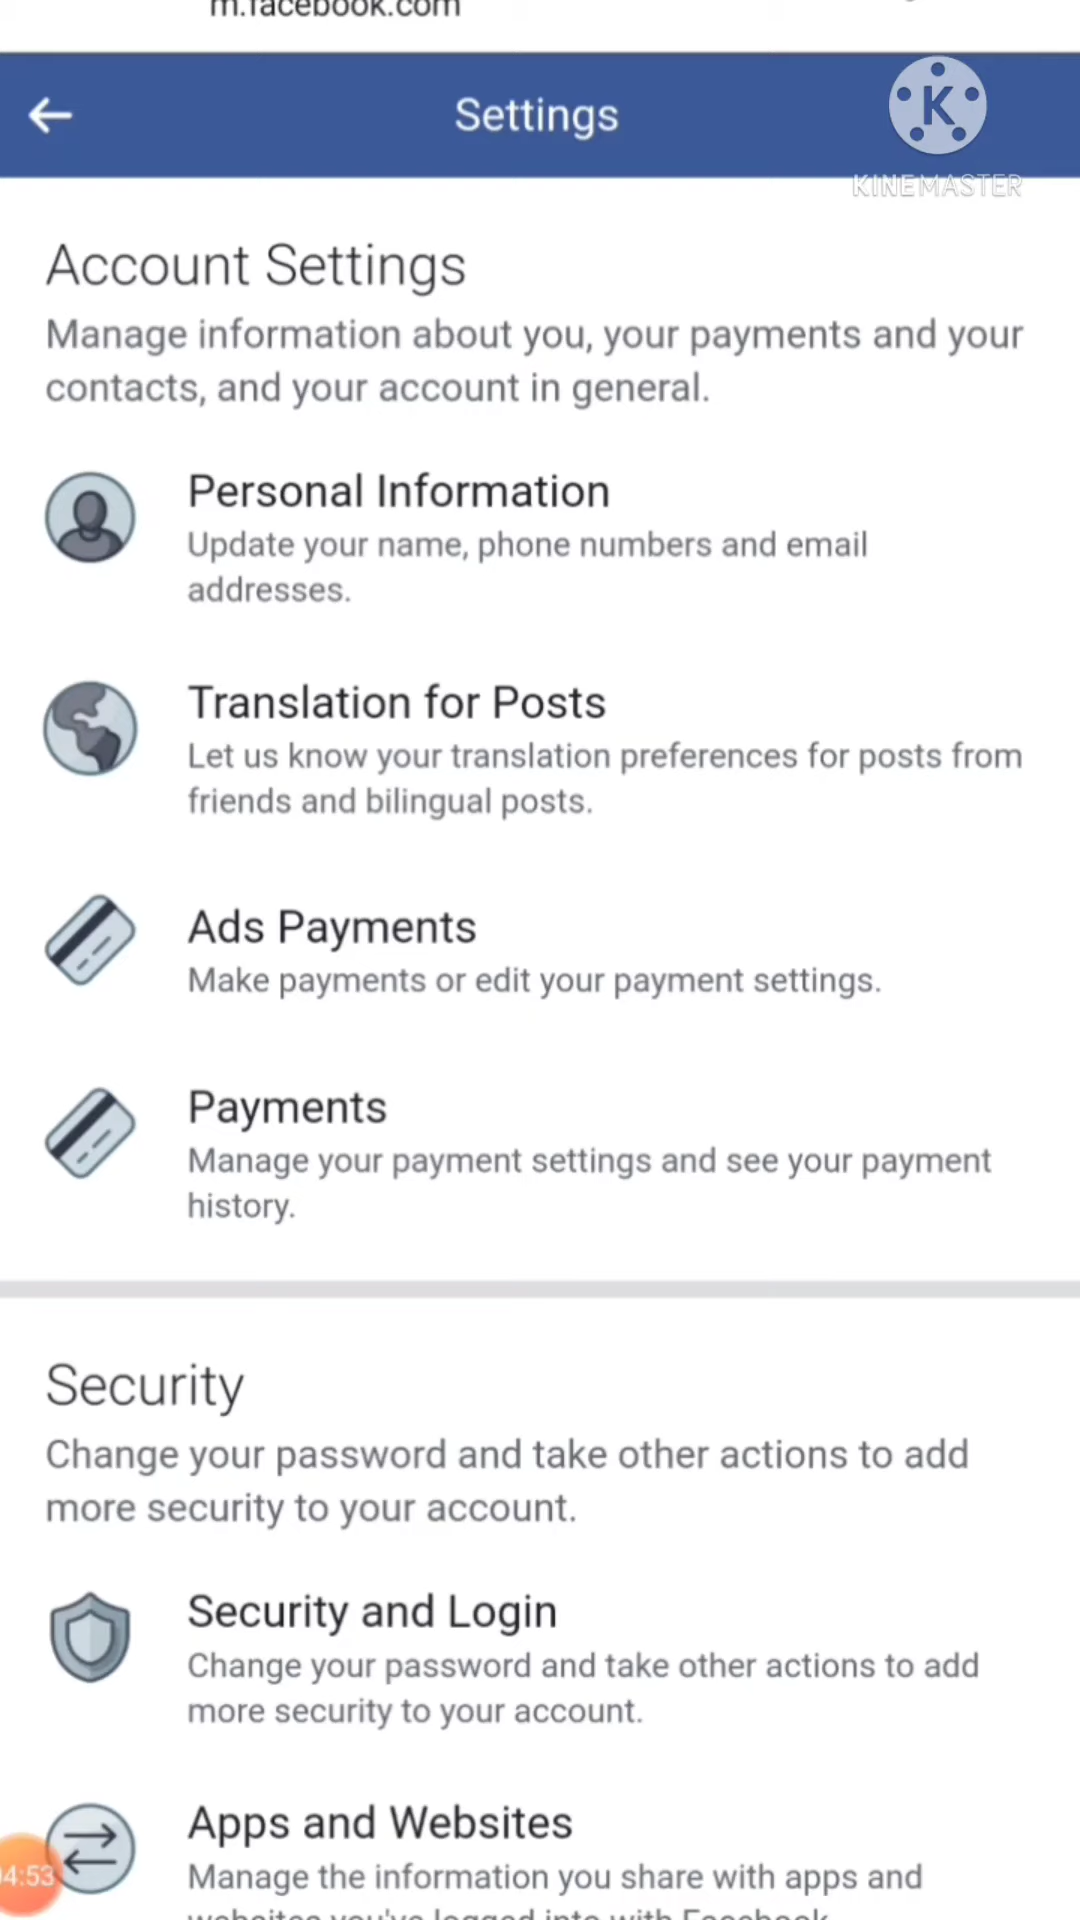 m.facebook.com
Settings
K
KINEMASTER
Account Settings
Manage information about you, your payments and your
contacts, and your account in general.
Personal Information
Update your name, phone numbers and email
addresses.
Translation for Posts
Let us know your translation preferences for posts from
friends and bilingual posts.
Ads Payments
Make payments or edit your payment settings.
Payments
Manage your payment settings and see your payment
history.
Security
Change your password and take other actions to add
more security to your account.
Security and Login
Change your password and take other actions to add
more security to your account.
Apps and Websites
04:53
Manage the information you share with apps and
websites you've logged into with Facebook